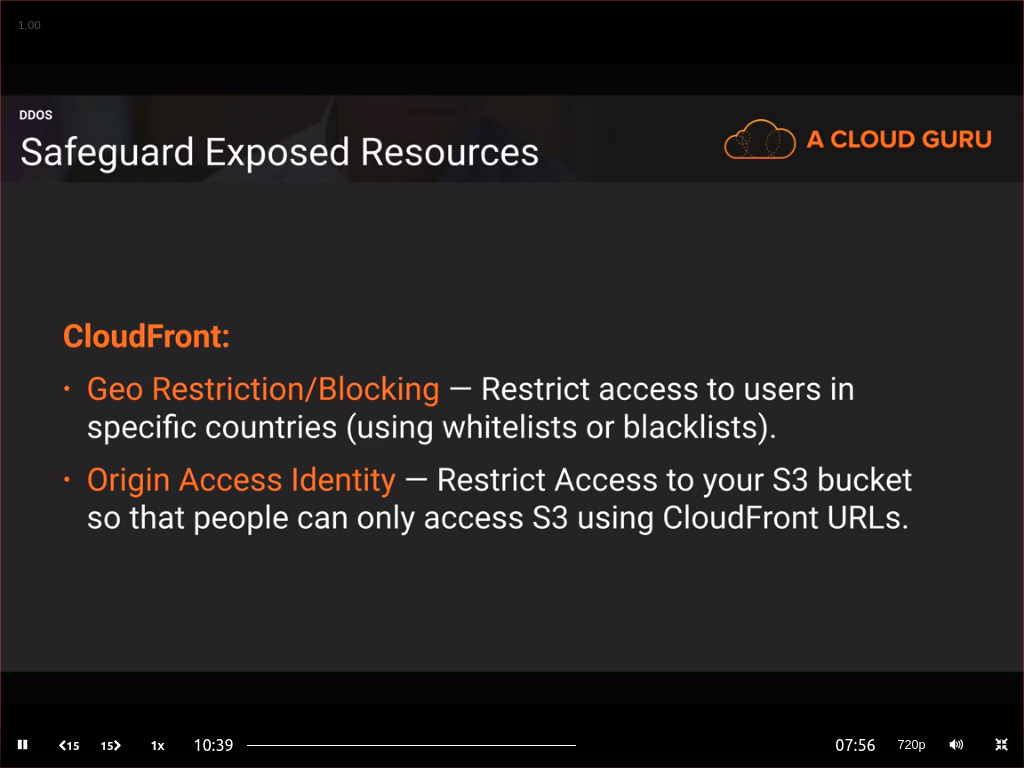 1.00
DDOS
Safeguard Exposed Resources
A CLOUD GURU
CloudFront:
• Geo Restriction/Blocking — Restrict access to users in
specific countries (using whitelists or blacklists).
• Origin Access Identity — Restrict Access to your S3 bucket
so that people can only access S3 using CloudFront URLs.
15 15 1x 10:39 07:56 720p